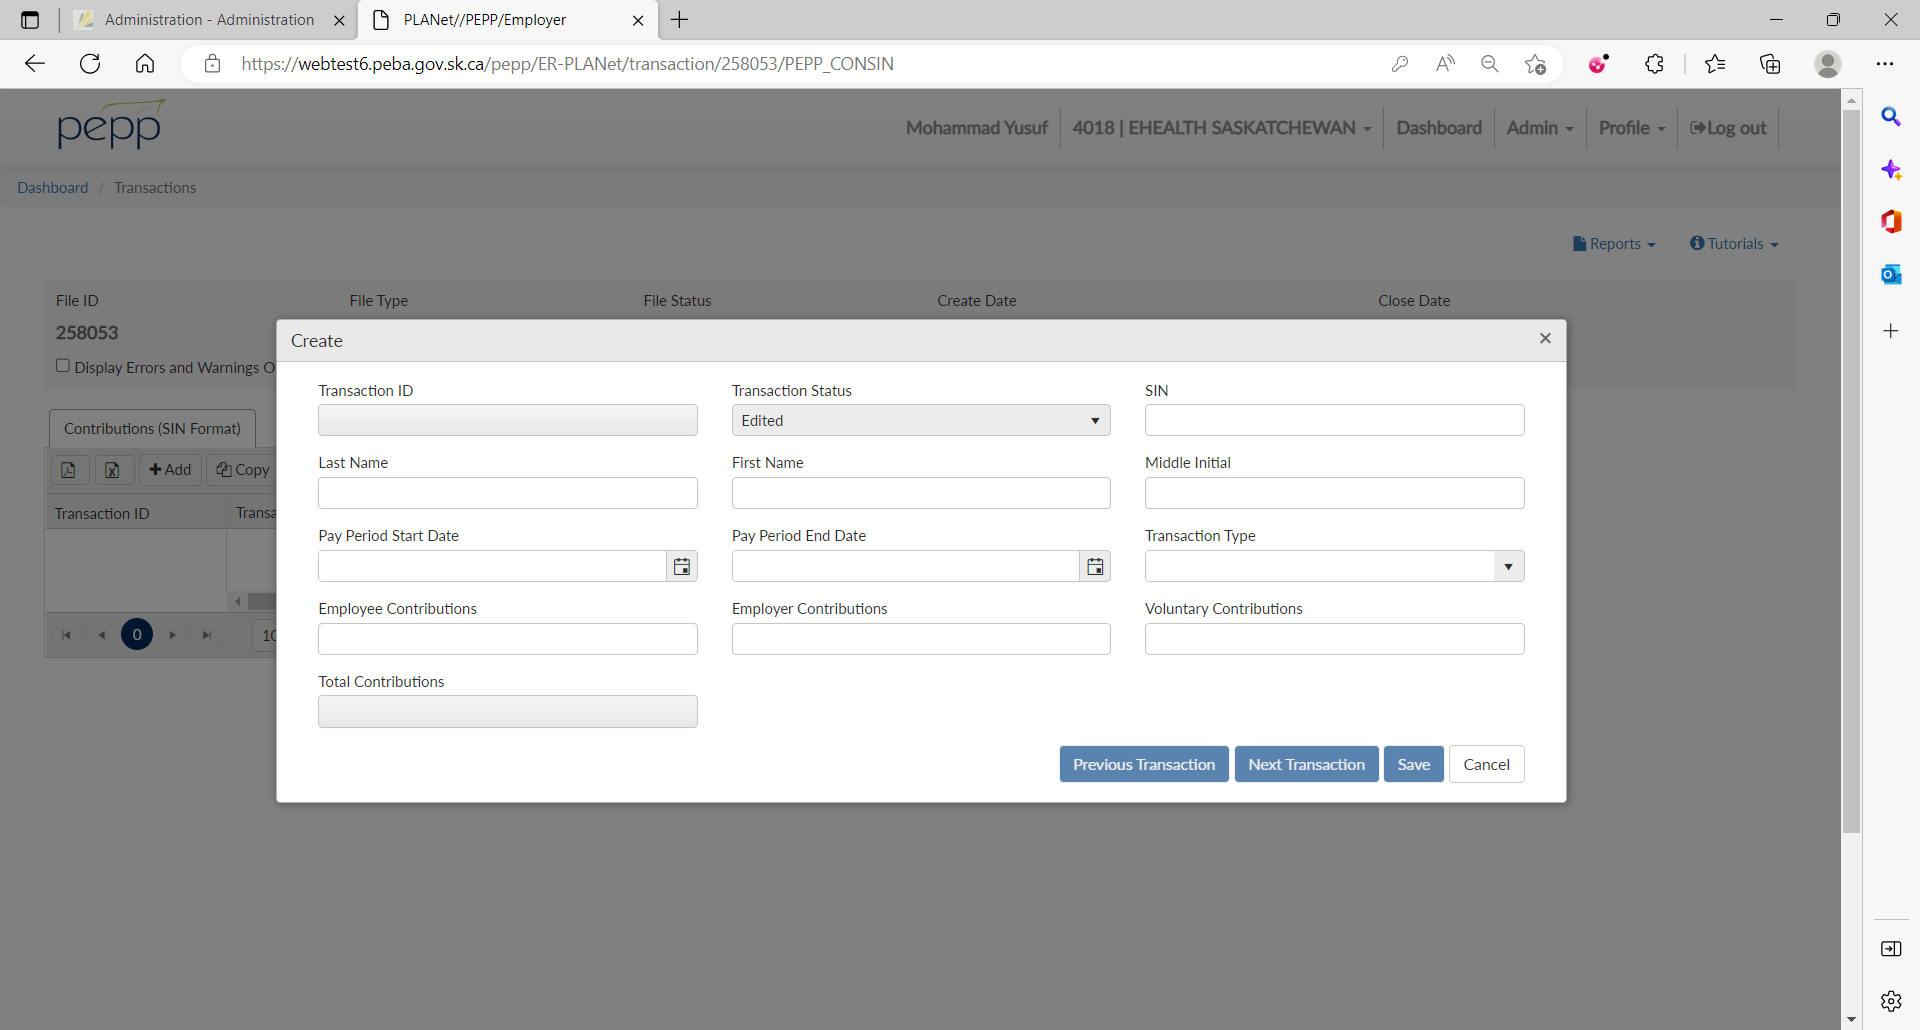 Administration - Administration
PLANet//PEPP/Employer
https://webtest6.peba.gov.sk.ca/pepp/ER-PLANet/transaction/258053/PEPP_CONSIN
pepp
Mohammad Yusuf
4018 | EHEALTH SASKATCHEWAN
Dashboard
Admin
Profile
Log out
Dashboard / Transactions
Reports
Tutorials
File ID
File Type
File Status
Create Date
Close Date
258053
Display Errors and Warnings O
Contributions (SIN Format)
Add
Copy
Transaction ID
Transa
0
10
Create
Transaction ID
Transaction Status
SIN
Edited
Last Name
First Name
Middle Initial
Pay Period Start Date
Pay Period End Date
Transaction Type
Employee Contributions
Employer Contributions
Voluntary Contributions
Total Contributions
Previous Transaction
Next Transaction
Save
Cancel